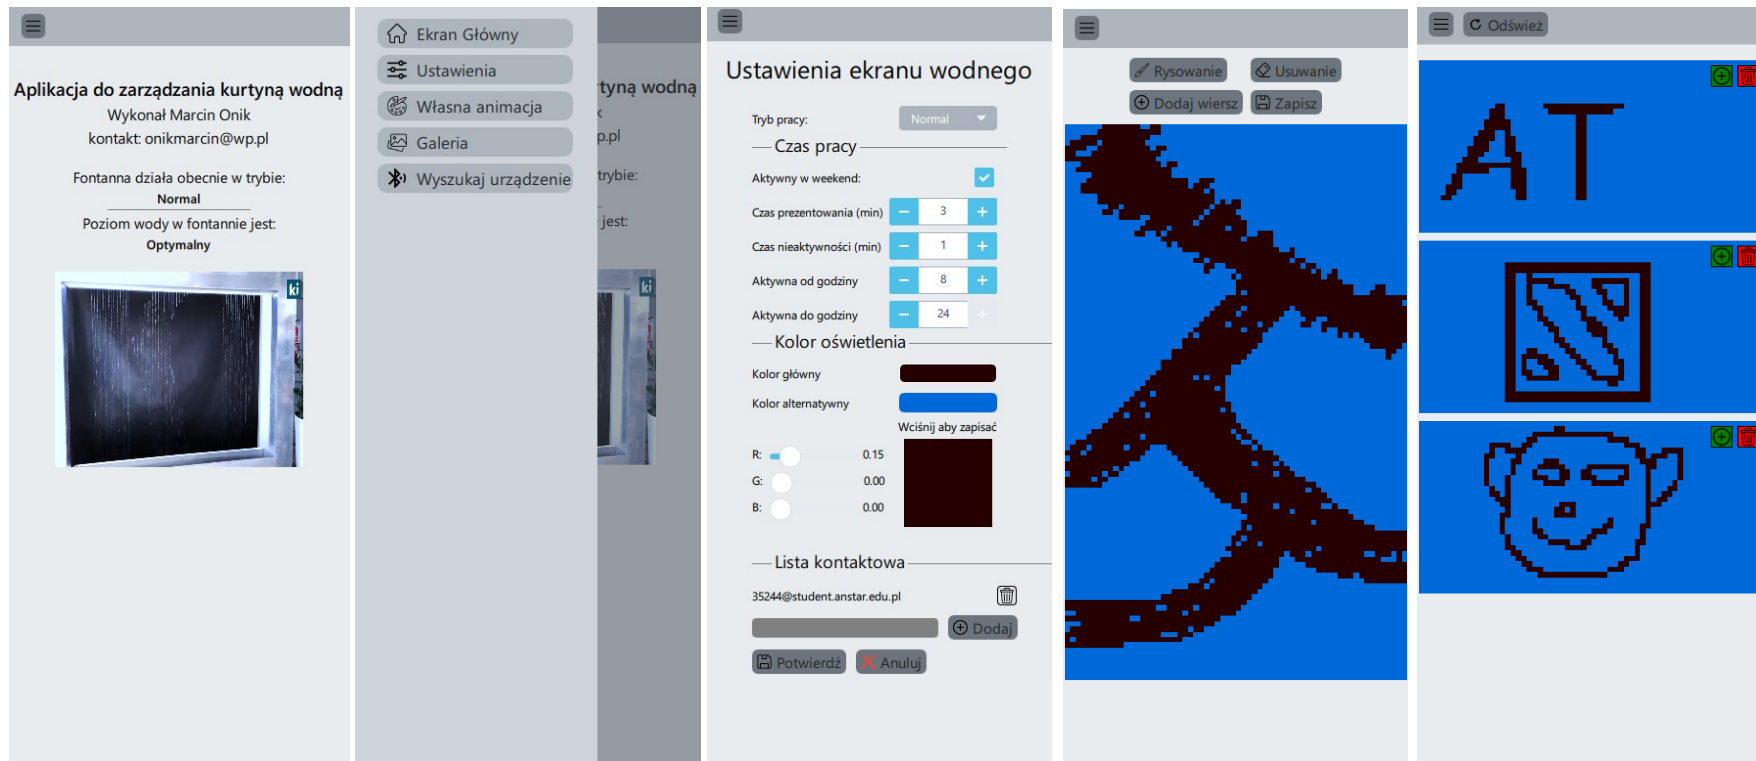 Aplikacja do zarządzania kurtyną wodną
Wykonał Marcin Onik
kontakt: onikmarcin@wp.pl
Fontanna działa obecnie w trybie:
Normal
Poziom wody w fontannie jest:
Optymalny
ki
Ekran Główny
Ustawienia
Własna animacja
Galeria
Wyszukaj urządzenie
tyną wodną
p.pl
trybie:
jest:
ki
Ustawienia ekranu wodnego
Tryb pracy: Normal
Czas pracy
Aktywny w weekend:
Czas prezentowania (min) − 3 +
Czas nieaktywności (min) − 1 +
Aktywna od godziny − 8 +
Aktywna do godziny − 24 +
Kolor oświetlenia
Kolor główny
Kolor alternatywny
Wciśnij aby zapisać
R: 0.15
G: 0.00
B: 0.00
Lista kontaktowa
35244@student.anstar.edu.pl
Dodaj
Potwierdź Anuluj
Rysowanie Usuwanie
Dodaj wiersz Zapisz
Odśwież
AT